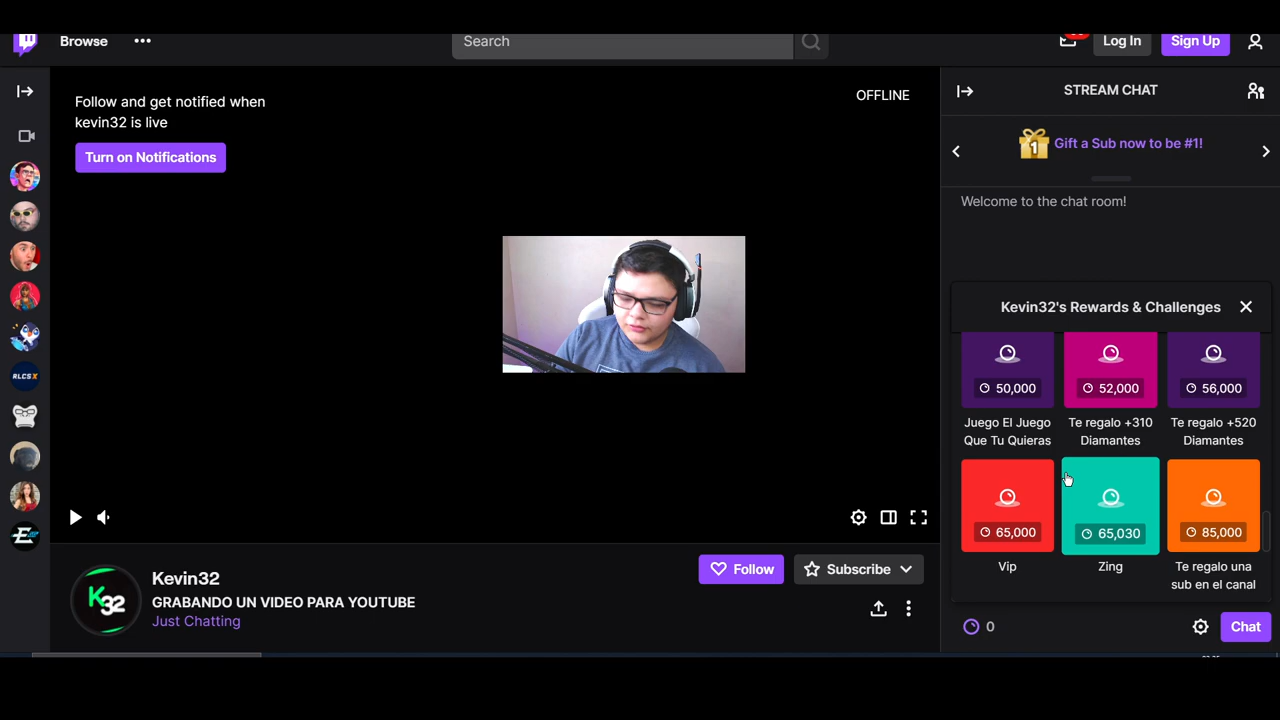 Browse
Search
Log In
Sign Up
Follow and get notified when
kevin32 is live
Turn on Notifications
OFFLINE
STREAM CHAT
1
Gift a Sub now to be #1!
Welcome to the chat room!
Kevin32's Rewards & Challenges
50,000
52,000
56,000
Juego El Juego
Que Tu Quieras
Te regalo +310
Diamantes
Te regalo +520
Diamantes
65,000
65,030
85,000
Vip
Zing
Te regalo una
sub en el canal
RLCS X
K32
Kevin32
GRABANDO UN VIDEO PARA YOUTUBE
Just Chatting
Follow
Subscribe
0
Chat